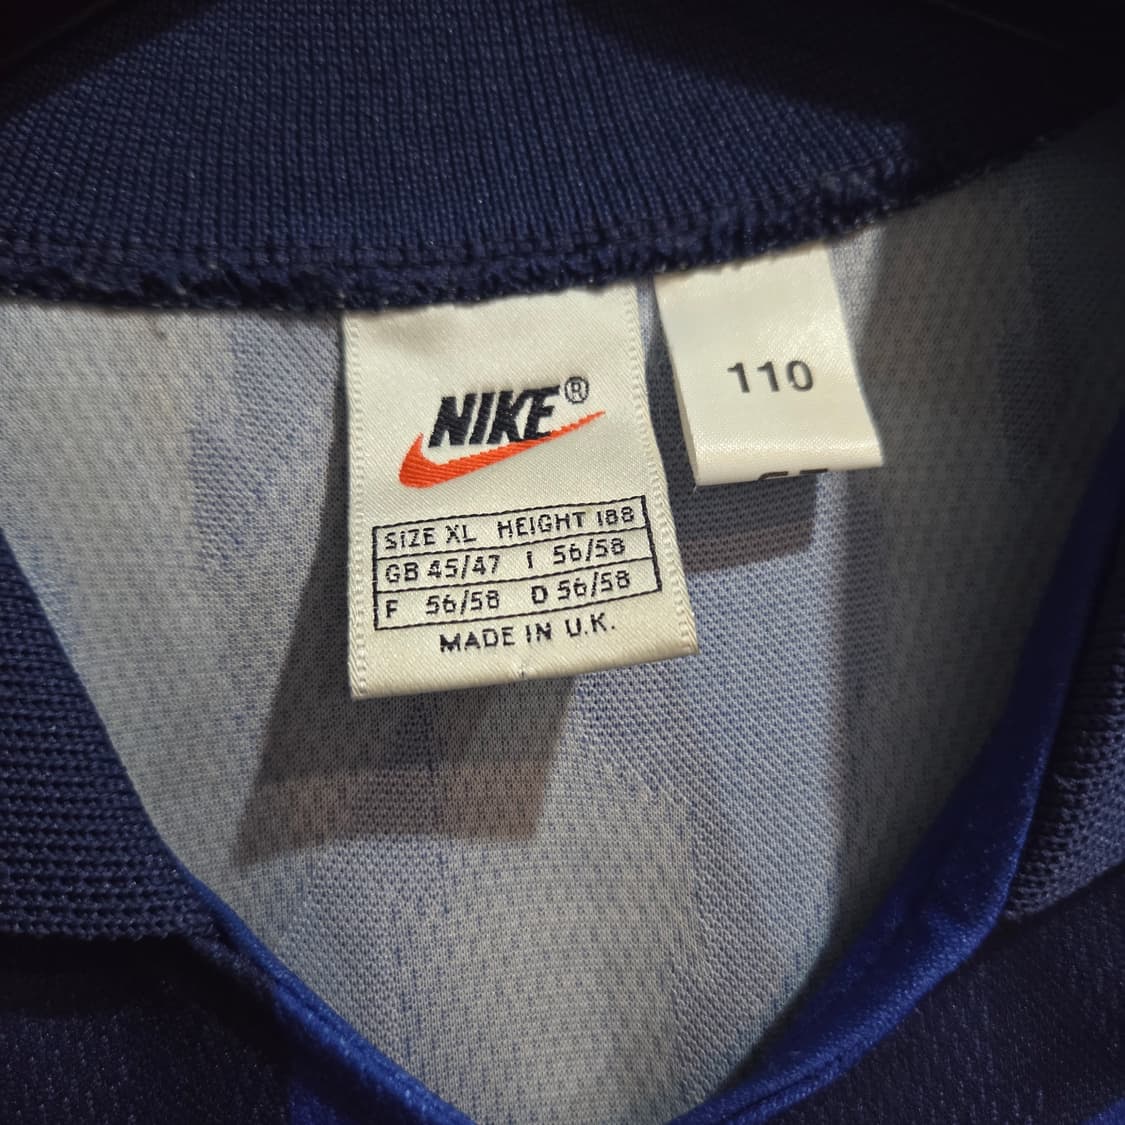 NIKE®
SIZE XL HEIGHT 188
GB 45/47 I 56/58
F 56/58 D 56/58
MADE IN U.K.
110